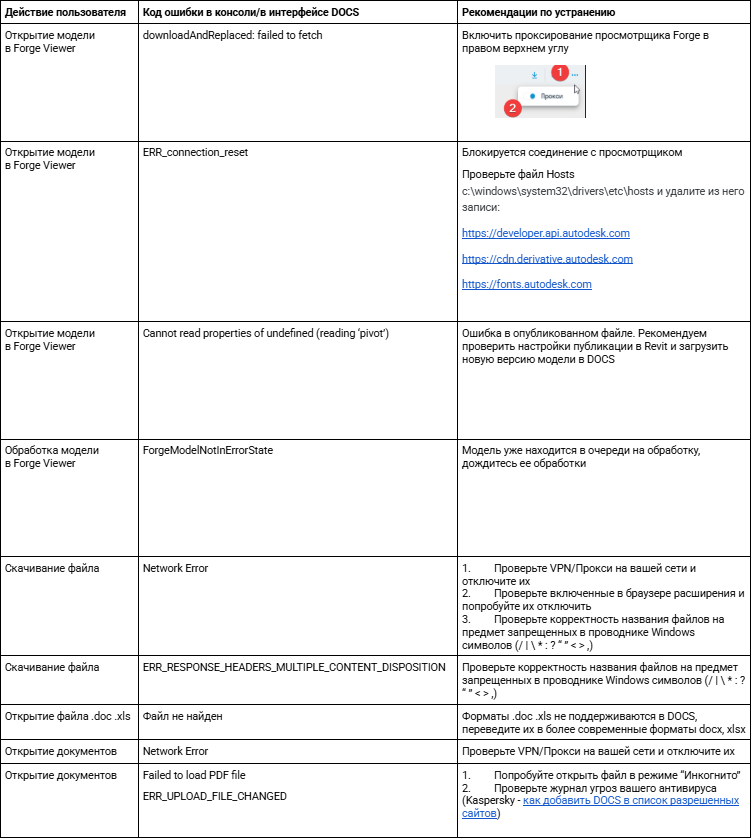 Действие пользователя
Код ошибки в консоли/в интерфейсе DOCS
Рекомендации по устранению
Открытие модели
в Forge Viewer
downloadAndReplaced: failed to fetch
Включить проксирование просмотрщика Forge в
правом верхнем углу
1
Прокси
2
Открытие модели
в Forge Viewer
ERR_connection_reset
Блокируется соединение с просмотрщиком
Проверьте файл Hosts
c:\windows\system32\drivers\etc\hosts и удалите из него
записи:
https://developer.api.autodesk.com
https://cdn.derivative.autodesk.com
https://fonts.autodesk.com
Открытие модели
в Forge Viewer
Cannot read properties of undefined (reading ‘pivot’)
Ошибка в опубликованном файле. Рекомендуем
проверить настройки публикации в Revit и загрузить
новую версию модели в DOCS
Обработка модели
в Forge Viewer
ForgeModelNotInErrorState
Модель уже находится в очереди на обработку,
дождитесь ее обработки
Скачивание файла
Network Error
1. Проверьте VPN/Прокси на вашей сети и
отключите их
2. Проверьте включенные в браузере расширения и
попробуйте их отключить
3. Проверьте корректность названия файлов на
предмет запрещенных в проводнике Windows
символов (/ | \ * : ? “ ” < > ,)
Скачивание файла
ERR_RESPONSE_HEADERS_MULTIPLE_CONTENT_DISPOSITION
Проверьте корректность названия файлов на предмет
запрещенных в проводнике Windows символов (/ | \ * : ?
“ ” < > ,)
Открытие файла .doc .xls
Файл не найден
Форматы .doc .xls не поддерживаются в DOCS,
переведите их в более современные форматы docx, xlsx
Открытие документов
Network Error
Проверьте VPN/Прокси на вашей сети и отключите их
Открытие документов
Failed to load PDF file
ERR_UPLOAD_FILE_CHANGED
1. Попробуйте открыть файл в режиме “Инкогнито”
2. Проверьте журнал угроз вашего антивируса
(Kaspersky - как добавить DOCS в список разрешенных
сайтов)